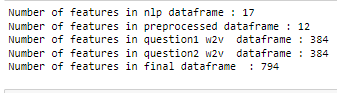 Number of features in nlp dataframe : 17
Number of features in preprocessed dataframe : 12
Number of features in question1 w2v  dataframe : 384
Number of features in question2 w2v  dataframe : 384
Number of features in final dataframe  : 794